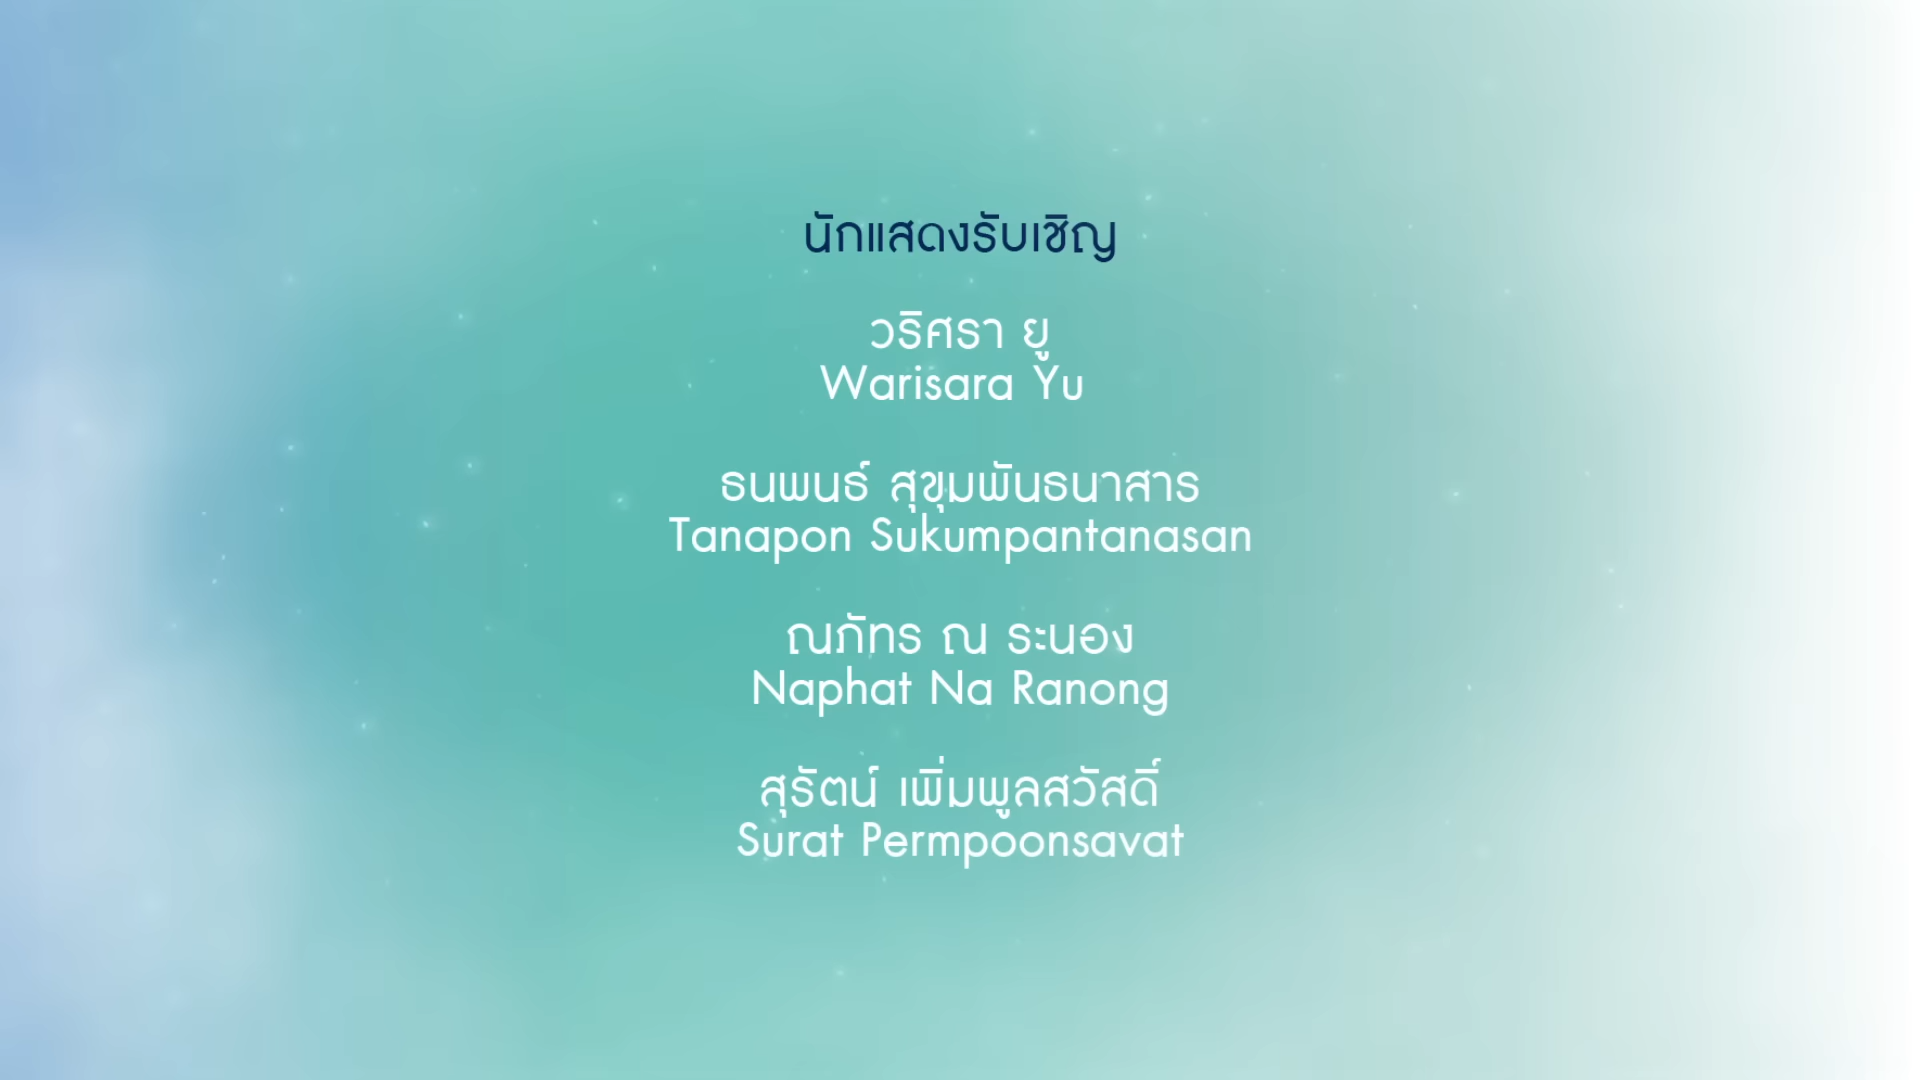 นักแสดงรับเชิญ
วริศรา ยู
Warisara Yu
ธนพนธ์ สุขุมพันธนาสาร
Tanapon Sukumpantanasan
ณภัทร ณ ระนอง
Naphat Na Ranong
สุรัตน์ เพิ่มพูลสวัสดิ์
Surat Permpoonsavat